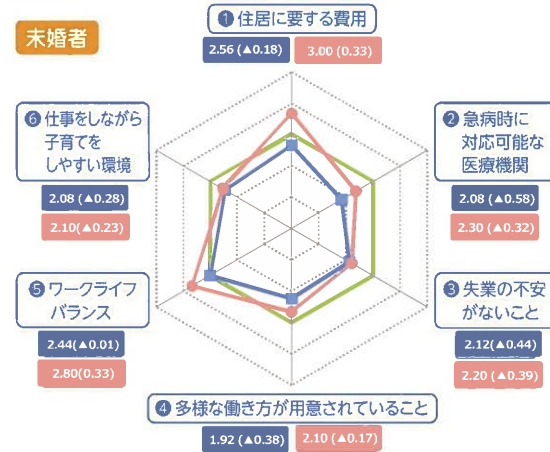 未婚者
❶ 住居に要する費用
2.56 (▲0.18)
3.00 (0.33)
❷ 急病時に
対応可能な
医療機関
2.08 (▲0.58)
2.30 (▲0.32)
❸ 失業の不安
がないこと
2.12 (▲0.44)
2.20 (▲0.39)
❹ 多様な働き方が用意されていること
1.92 (▲0.38)
2.10 (▲0.17)
❺ ワークライフ
バランス
2.44(▲0.01)
2.80(0.33)
❻ 仕事をしながら
子育てを
しやすい環境
2.08 (▲0.28)
2.10(▲0.23)